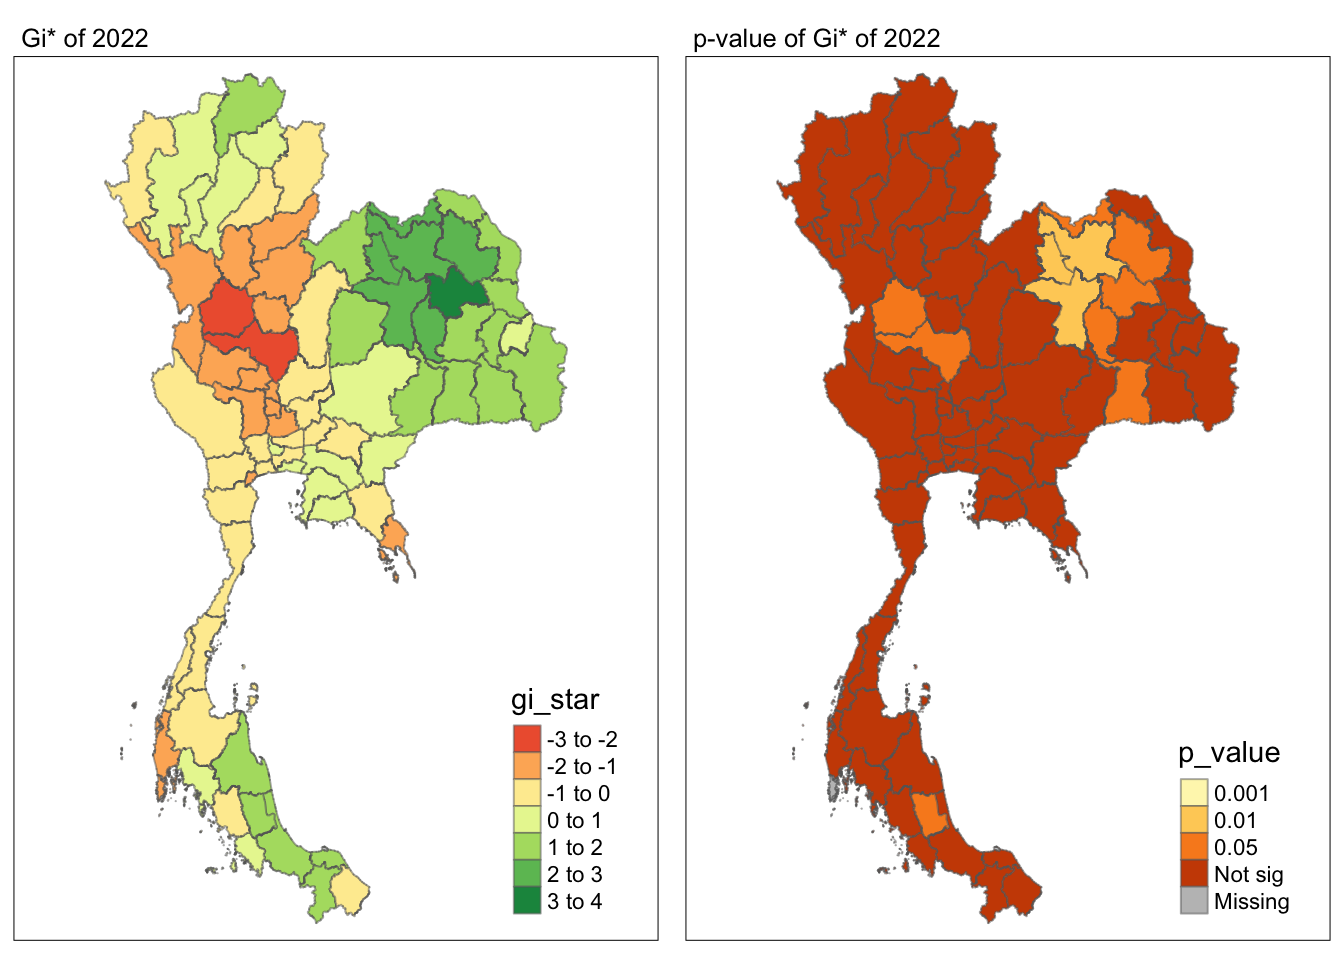 Gi* of 2022
gi_star
-3 to -2
-2 to -1
-1 to 0
0 to 1
1 to 2
2 to 3
3 to 4
p-value of Gi* of 2022
p_value
0.001
0.01
0.05
Not sig
Missing